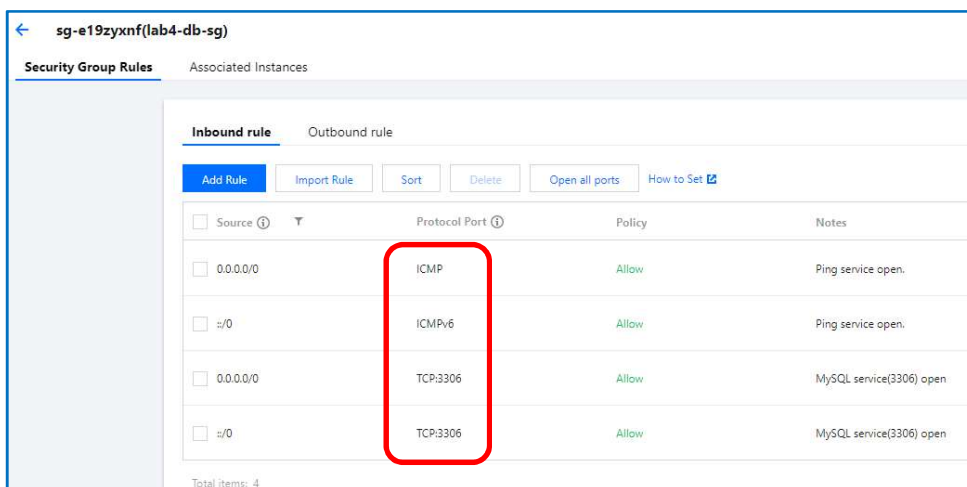 sg-e19zyxnf(lab4-db-sg)
Security Group Rules Associated Instances
Inbound rule Outbound rule
Add Rule Import Rule Sort Delete Open all ports How to Set
Source Protocol Port Policy Notes
0.0.0.0/0 ICMP Allow Ping service open.
::/0 ICMPv6 Allow Ping service open.
0.0.0.0/0 TCP:3306 Allow MySQL service(3306) open
::/0 TCP:3306 Allow MySQL service(3306) open
Total items: 4